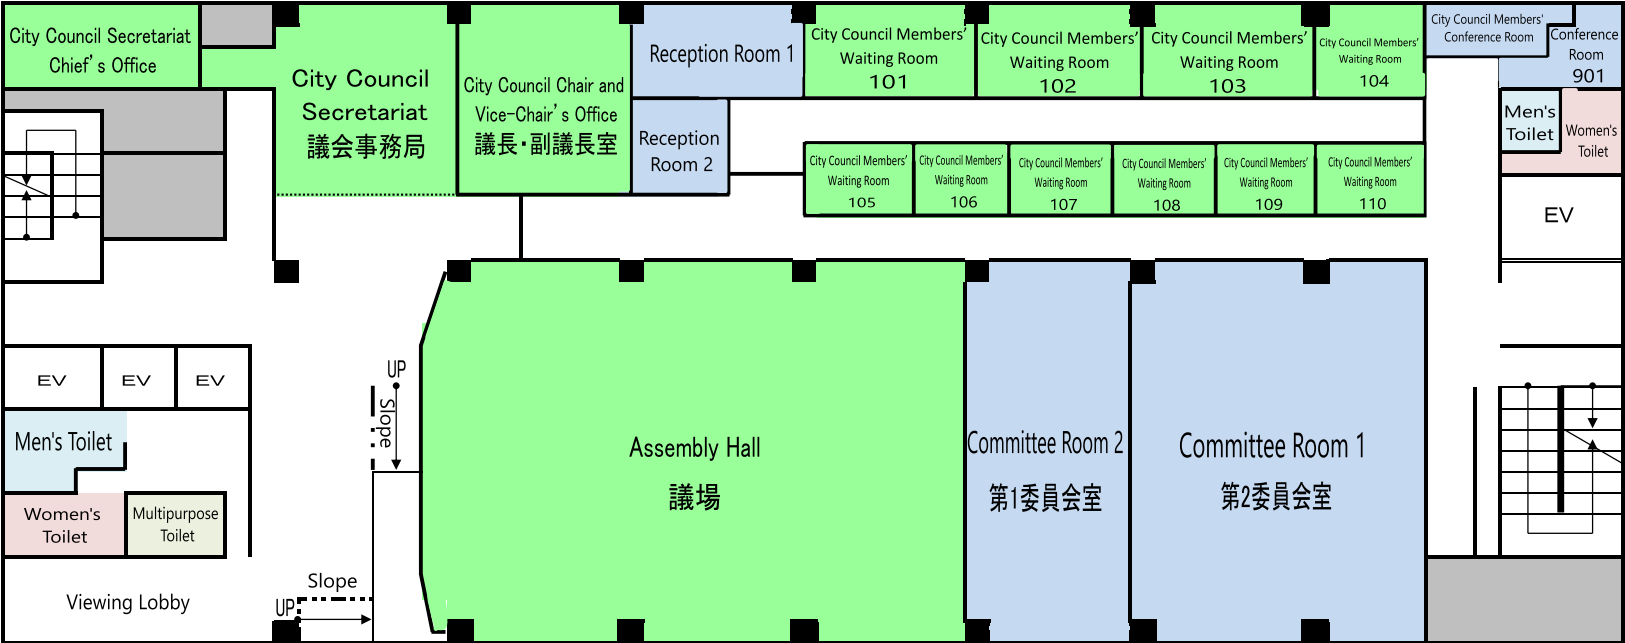 City Council Secretariat
Chief’s Office
City Council
Secretariat
議会事務局
City Council Chair and
Vice-Chair’s Office
議長・副議長室
Reception Room 1
Reception
Room 2
City Council Members’
Waiting Room
101
City Council Members’
Waiting Room
102
City Council Members’
Waiting Room
103
City Council Members’
Waiting Room
104
City Council Members’
Conference Room
Conference
Room
901
Men's
Toilet
Women's
Toilet
City Council Members’
Waiting Room
105
City Council Members’
Waiting Room
106
City Council Members’
Waiting Room
107
City Council Members’
Waiting Room
108
City Council Members’
Waiting Room
109
City Council Members’
Waiting Room
110
EV
EV
EV
EV
UP
Slope
Men's Toilet
Women's
Toilet
Multipurpose
Toilet
Assembly Hall
議場
Committee Room 2
第1委員会室
Committee Room 1
第2委員会室
Slope
UP
Viewing Lobby